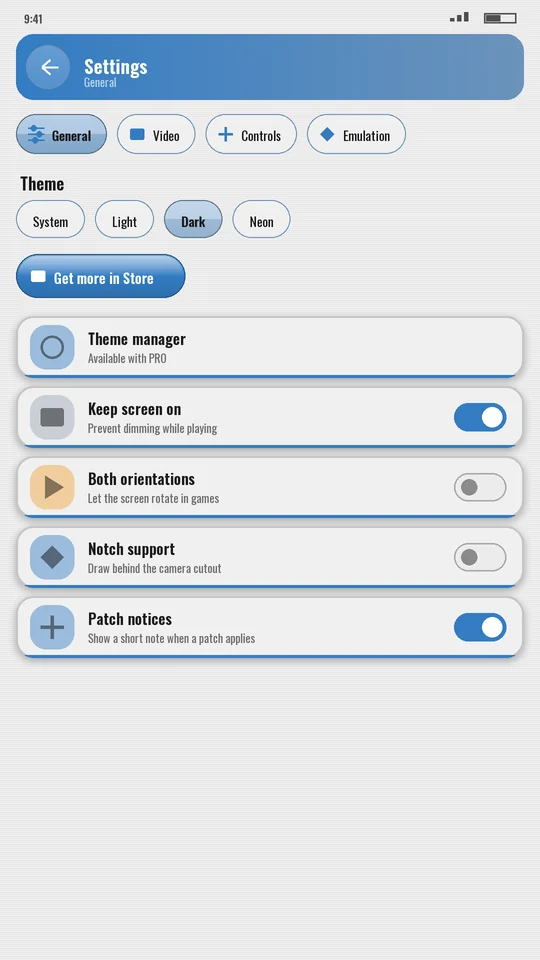 9:41
Settings
General
General
Video
Controls
Emulation
Theme
System
Light
Dark
Neon
Get more in Store
Theme manager
Available with PRO
Keep screen on
Prevent dimming while playing
Both orientations
Let the screen rotate in games
Notch support
Draw behind the camera cutout
Patch notices
Show a short note when a patch applies